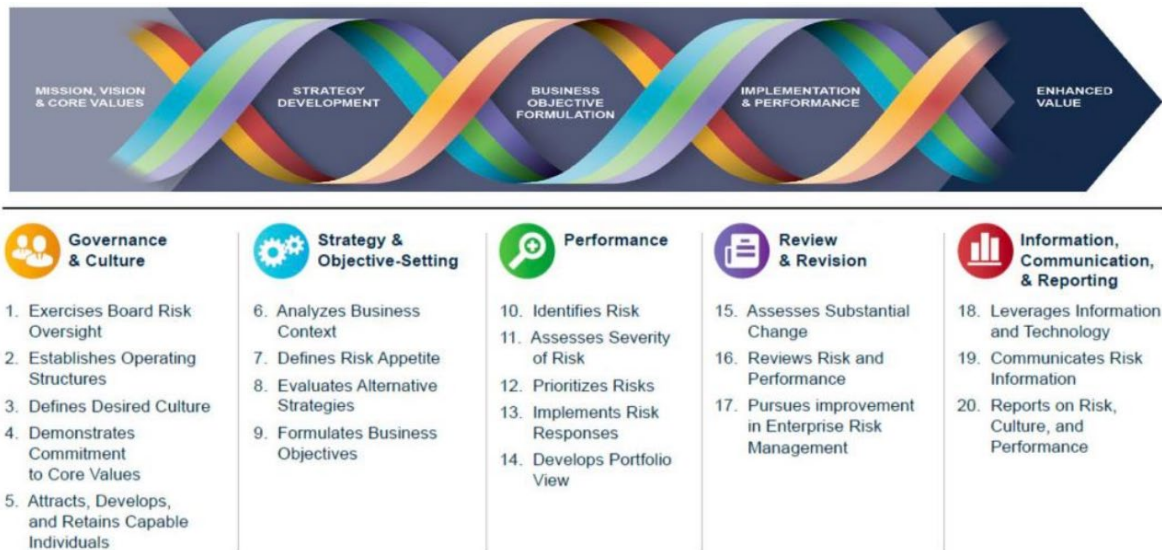 MISSION, VISION
& CORE VALUES
STRATEGY
DEVELOPMENT
BUSINESS
OBJECTIVE
FORMULATION
IMPLEMENTATION
& PERFORMANCE
ENHANCED
VALUE
Governance
& Culture
1. Exercises Board Risk
Oversight
2. Establishes Operating
Structures
3. Defines Desired Culture
4. Demonstrates
Commitment
to Core Values
5. Attracts, Develops,
and Retains Capable
Individuals
Strategy &
Objective-Setting
6. Analyzes Business
Context
7. Defines Risk Appetite
8. Evaluates Alternative
Strategies
9. Formulates Business
Objectives
Performance
10. Identifies Risk
11. Assesses Severity
of Risk
12. Prioritizes Risks
13. Implements Risk
Responses
14. Develops Portfolio
View
Review
& Revision
15. Assesses Substantial
Change
16. Reviews Risk and
Performance
17. Pursues improvement
in Enterprise Risk
Management
Information,
Communication,
& Reporting
18. Leverages Information
and Technology
19. Communicates Risk
Information
20. Reports on Risk,
Culture, and
Performance